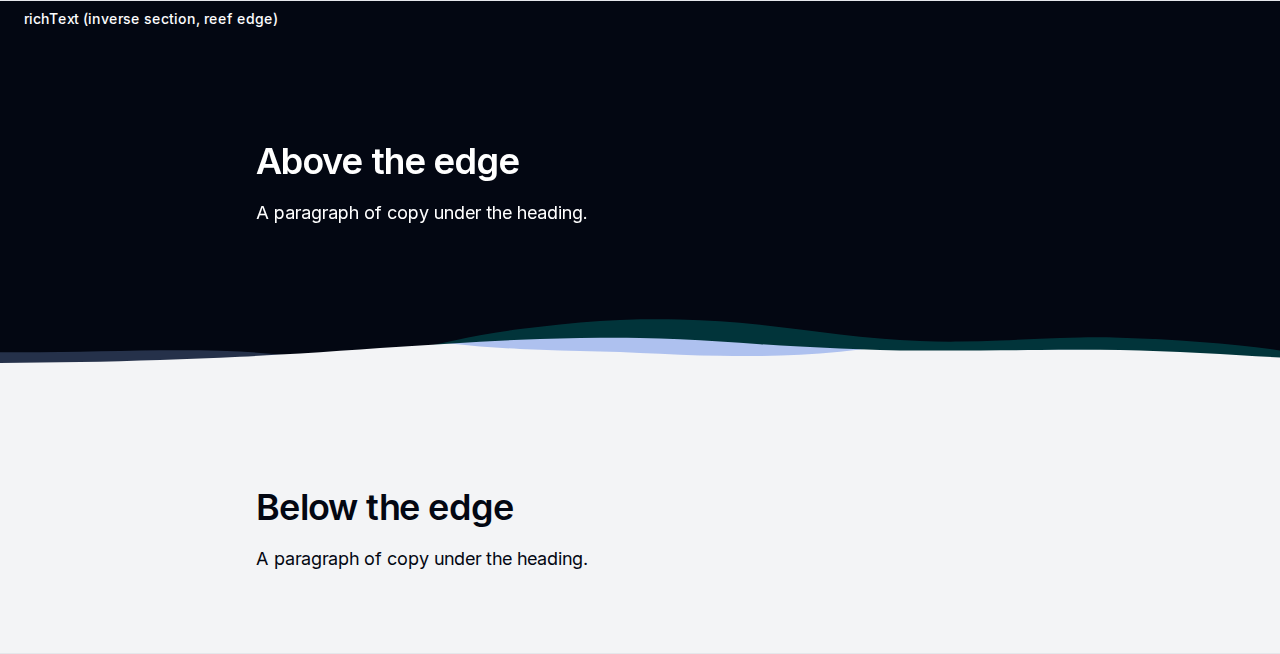 richText (inverse section, reef edge)
Above the edge
A paragraph of copy under the heading.
Below the edge
A paragraph of copy under the heading.